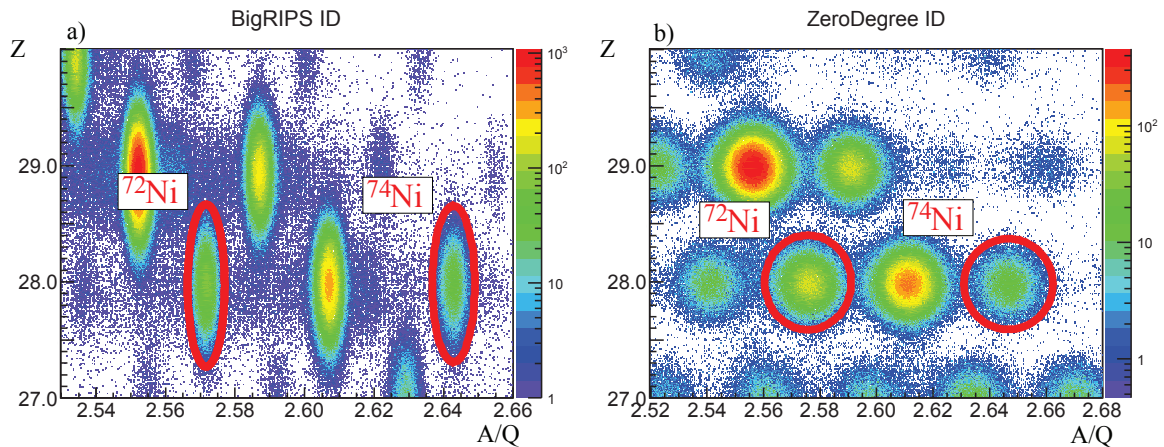 a) BigRIPS ID
Z
29.0
28.0
27.0
⁷²Ni
⁷⁴Ni
2.54 2.56 2.58 2.60 2.62 2.64 2.66
A/Q
10³
10²
10
1
b) ZeroDegree ID
Z
29.0
28.0
27.0
⁷²Ni
⁷⁴Ni
2.52 2.54 2.56 2.58 2.60 2.62 2.64 2.66 2.68
A/Q
10²
10
1